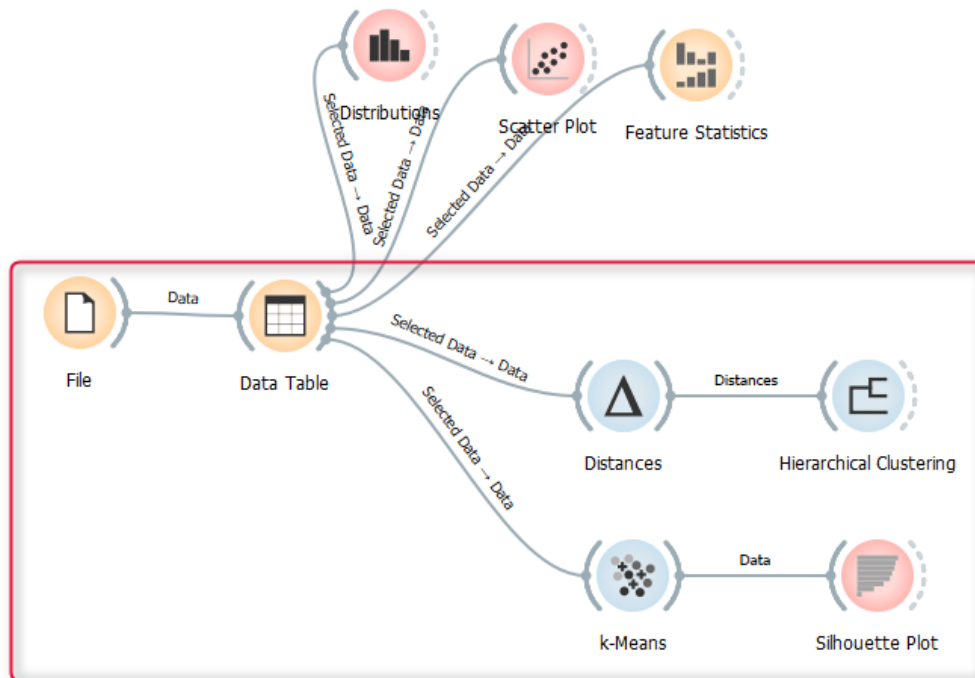 Distributions
Scatter Plot
Feature Statistics
Selected Data → Data
Selected Data → Data
Selected Data → Data
File
Data
Data Table
Selected Data → Data
Distances
Distances
Hierarchical Clustering
Selected Data → Data
k-Means
Data
Silhouette Plot